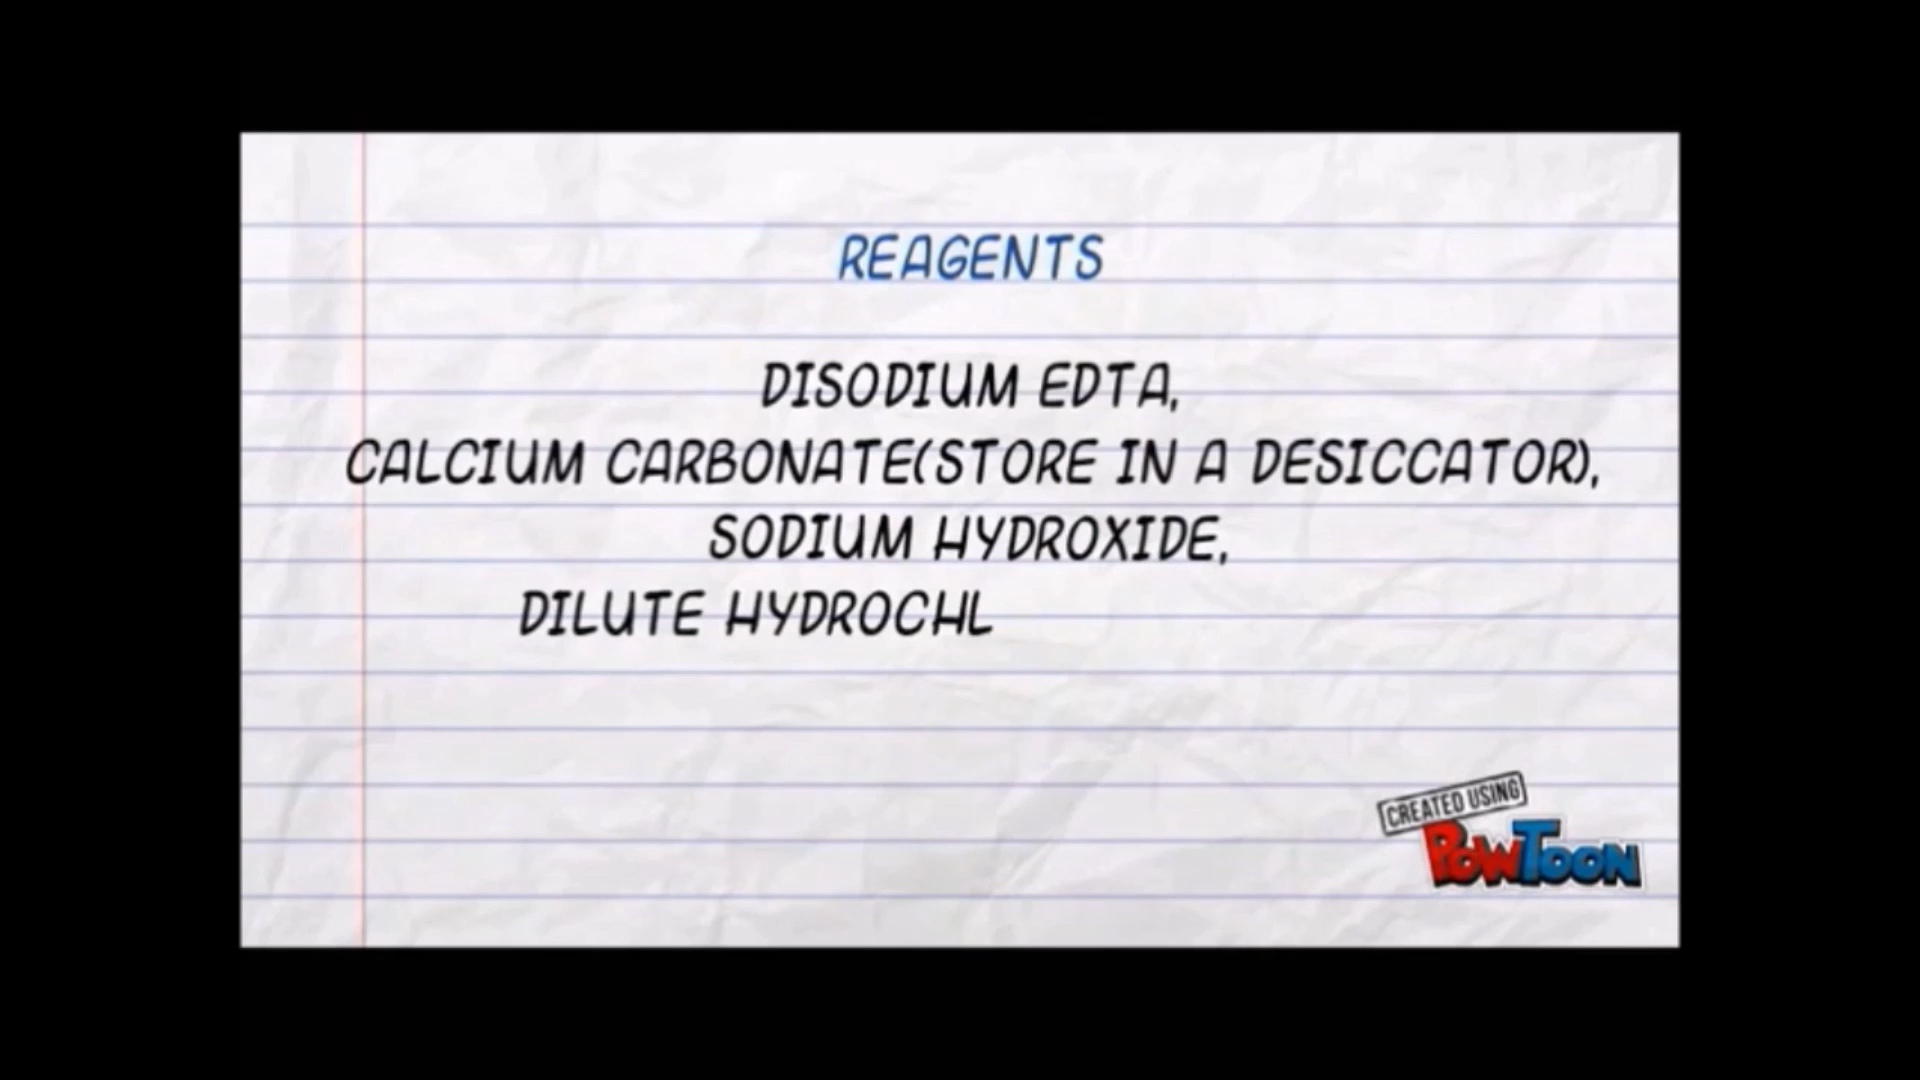 REAGENTS
DISODIUM EDTA,
CALCIUM CARBONATE(STORE IN A DESICCATOR),
SODIUM HYDROXIDE,
DILUTE HYDROCHL
CREATED USING
POWTOON